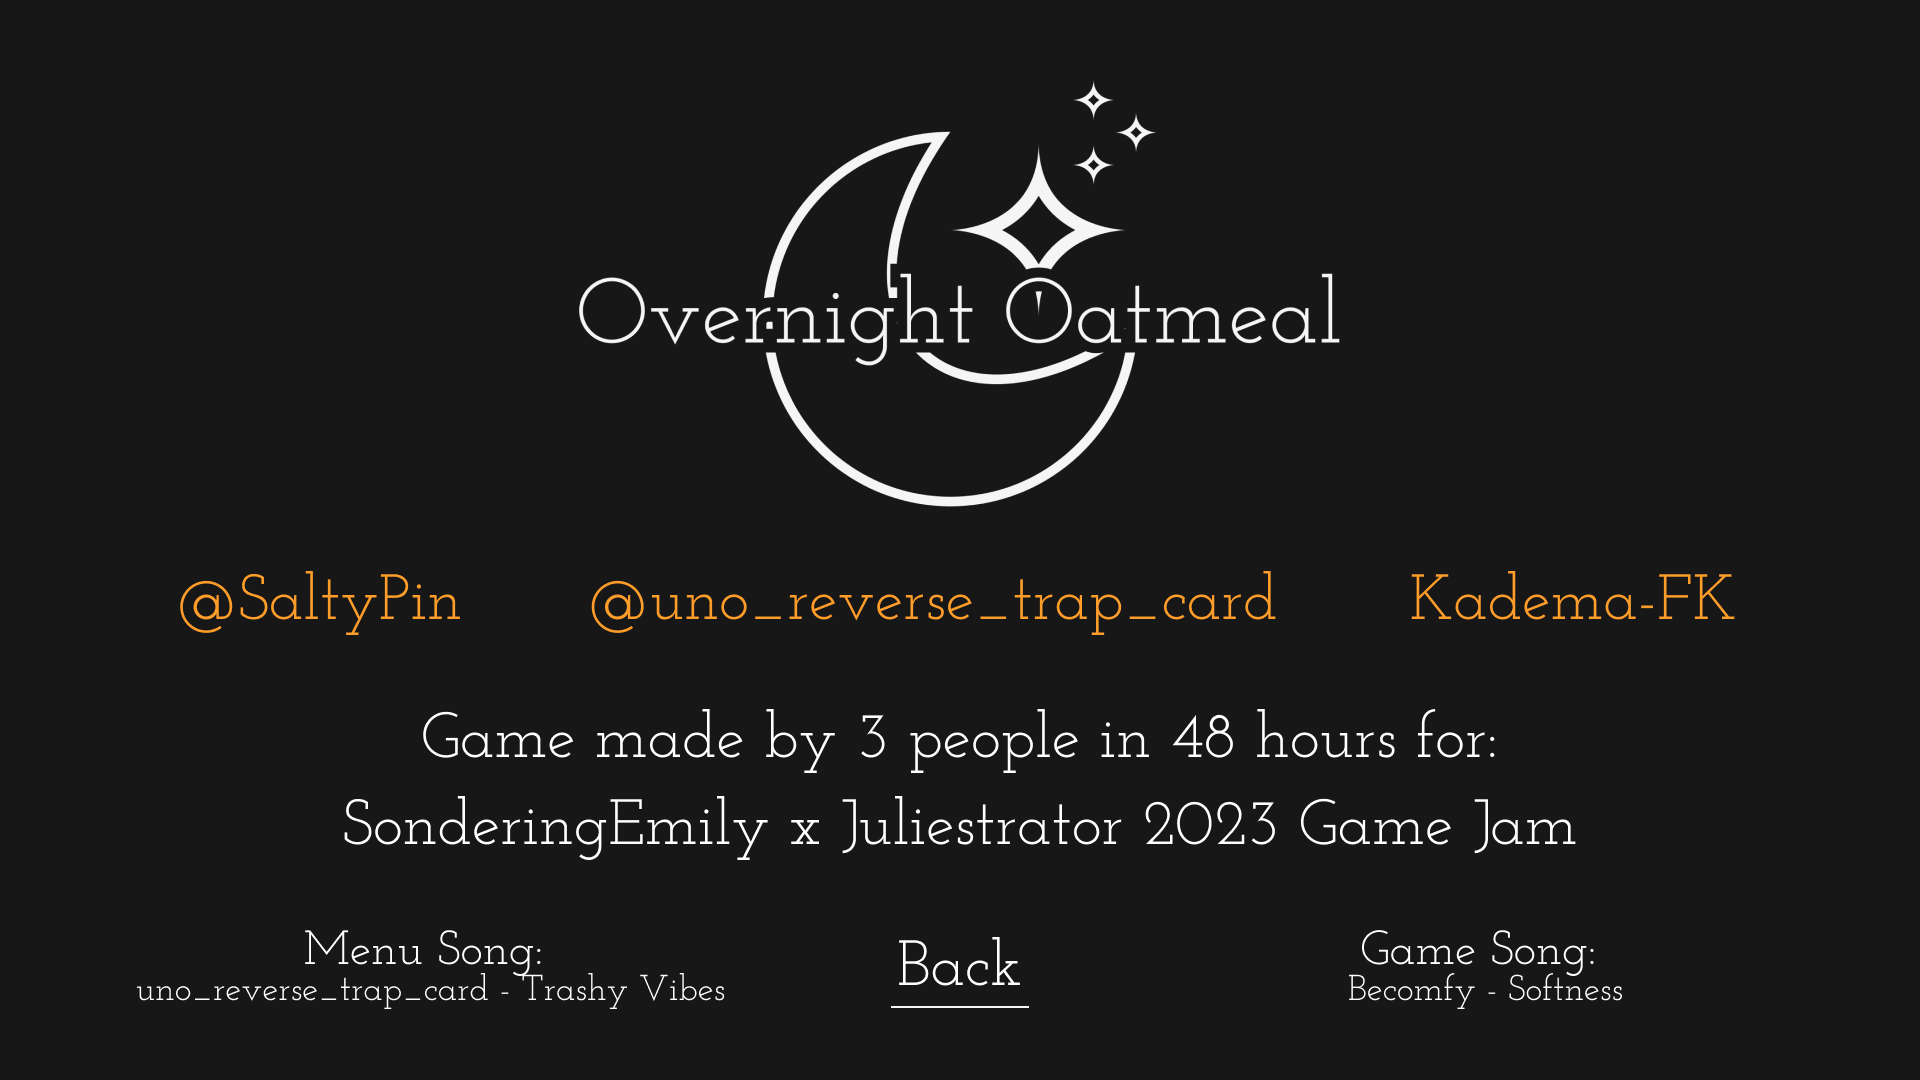 Overnight Oatmeal
@SaltyPin @uno_reverse_trap_card Kadema-FK
Game made by 3 people in 48 hours for:
SonderingEmily x Juliestrator 2023 Game Jam
Menu Song:
uno_reverse_trap_card - Trashy Vibes
Back
Game Song:
Becomfy - Softness